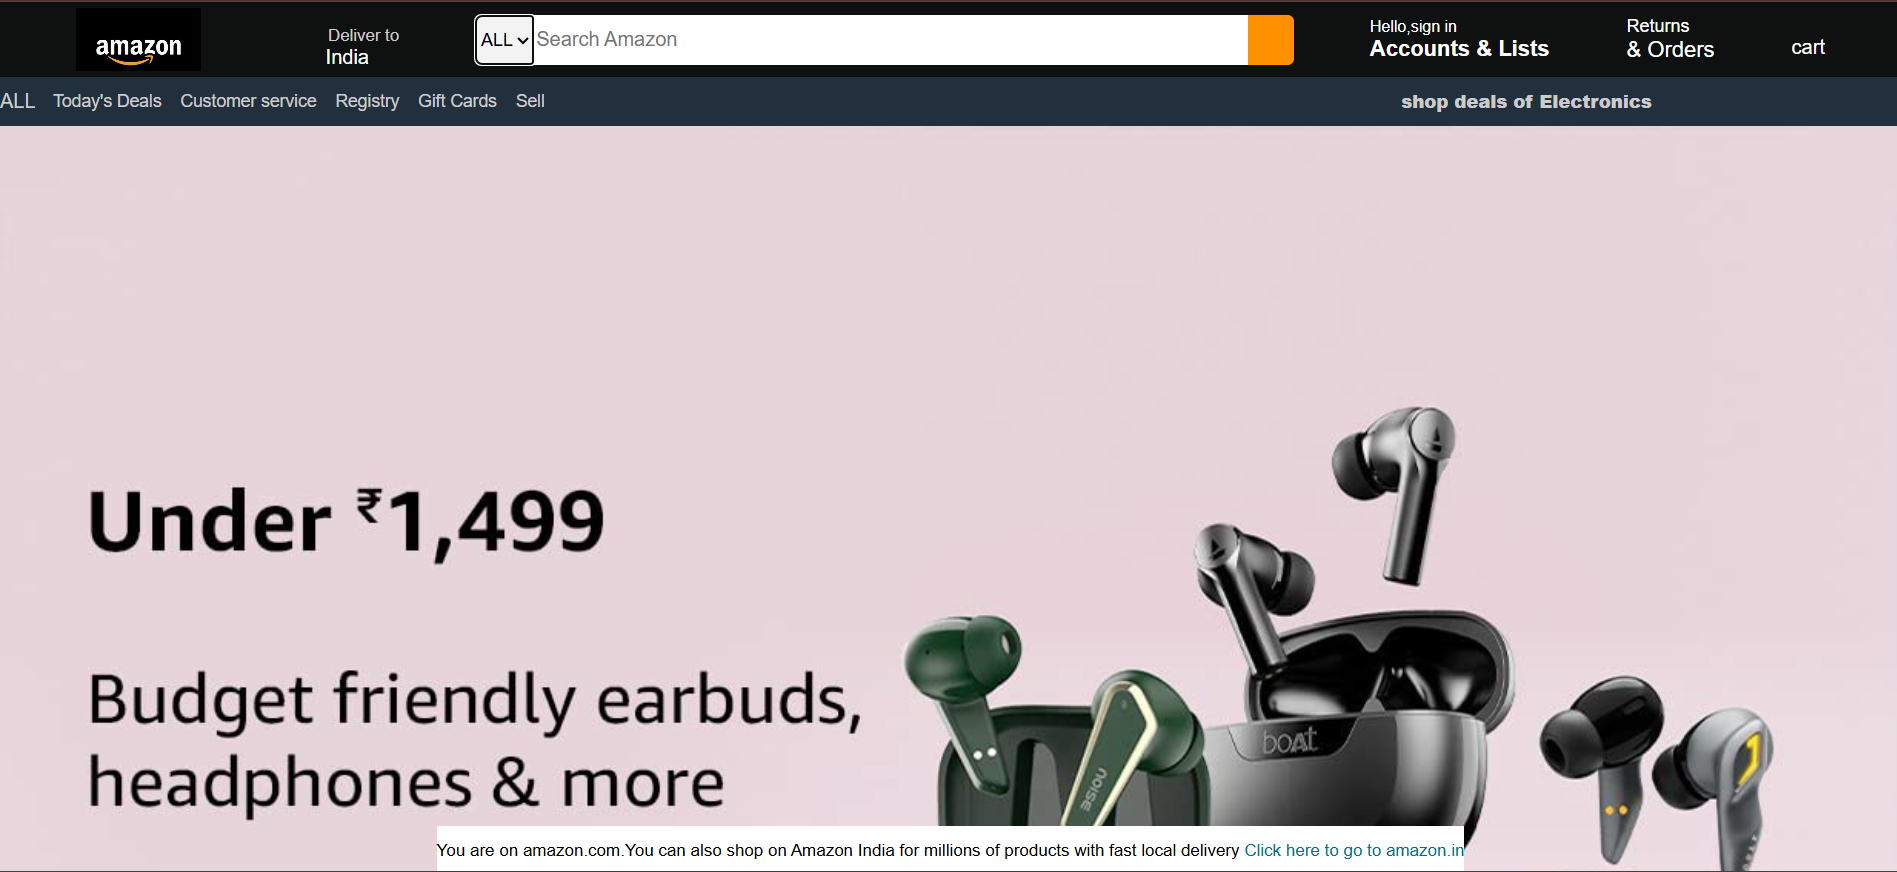 amazon
Deliver to
India
ALL
Search Amazon
Hello,sign in
Accounts & Lists
Returns
& Orders
cart
ALL Today's Deals Customer service Registry Gift Cards Sell
shop deals of Electronics
Under ₹1,499
Budget friendly earbuds,
headphones & more
boAt
noise
You are on amazon.com.You can also shop on Amazon India for millions of products with fast local delivery Click here to go to amazon.in